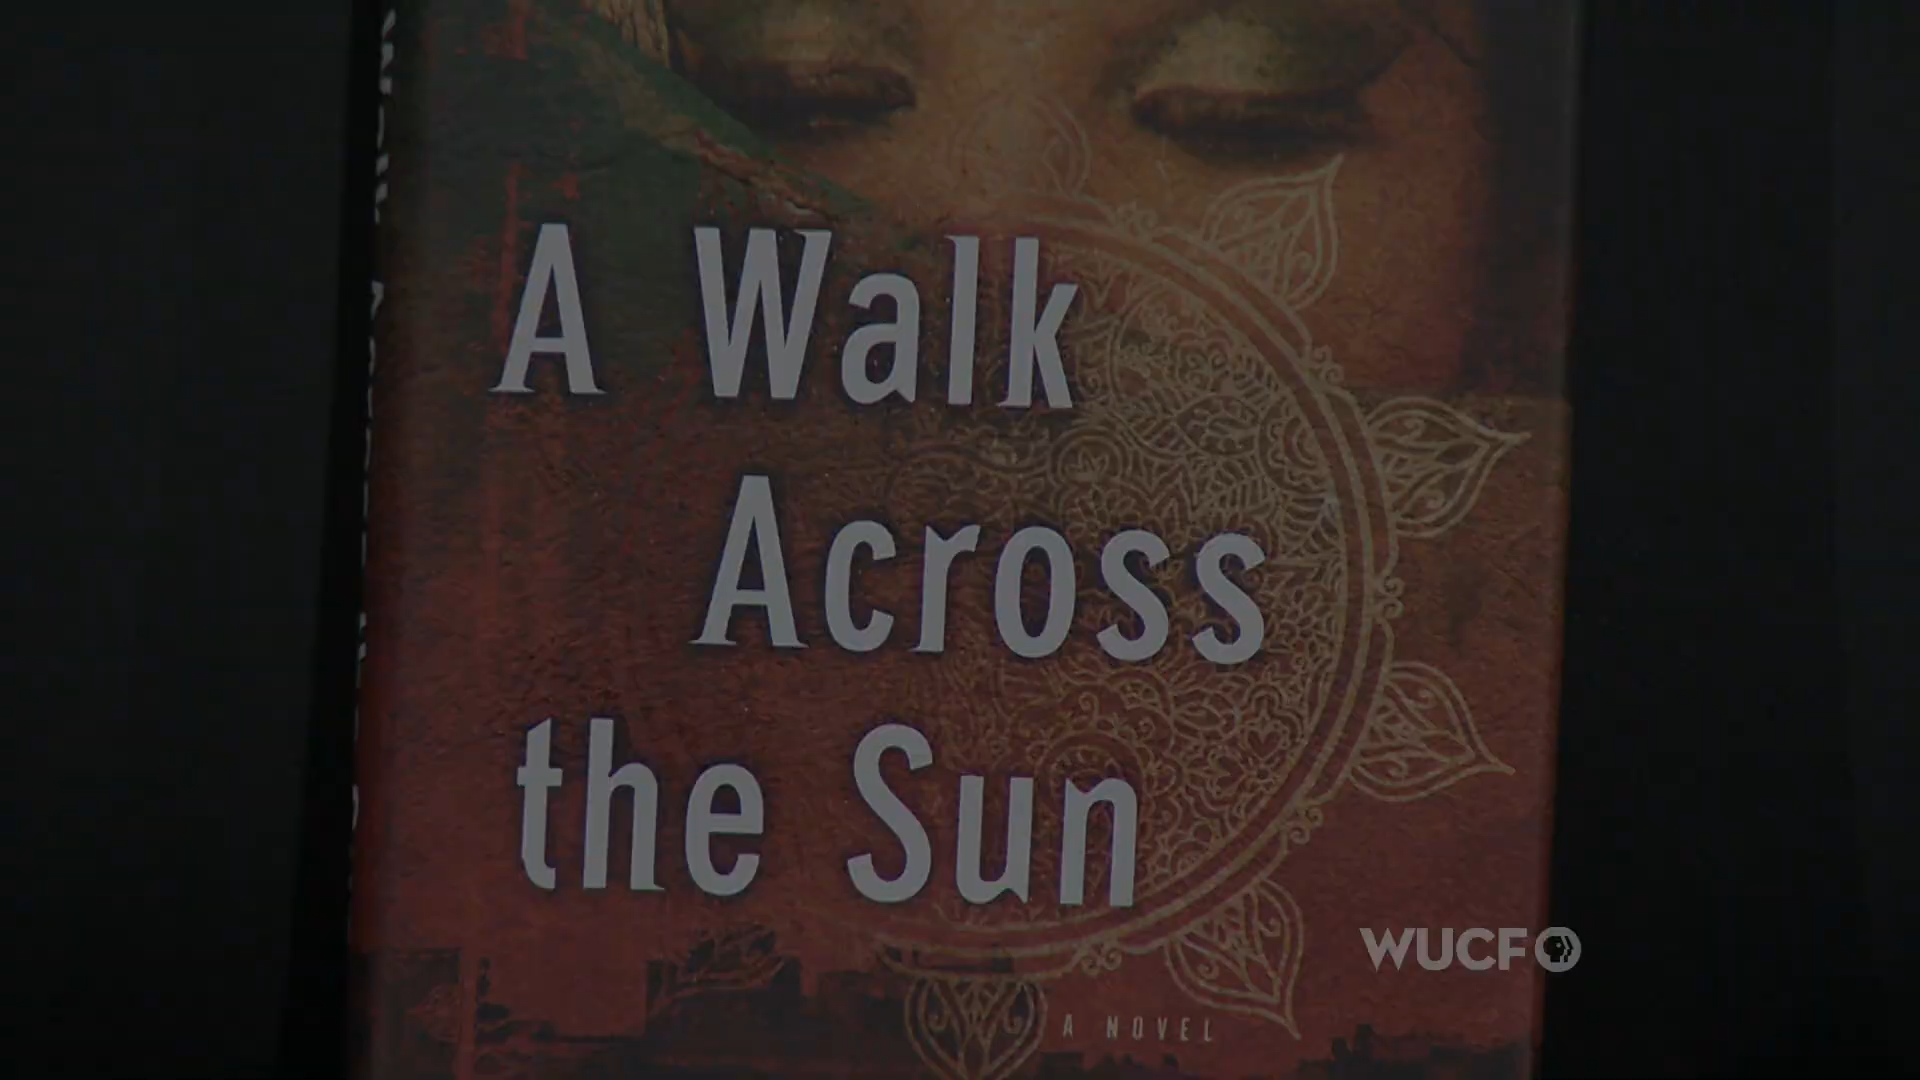 A Walk
Across
the Sun
A NOVEL
WUCF